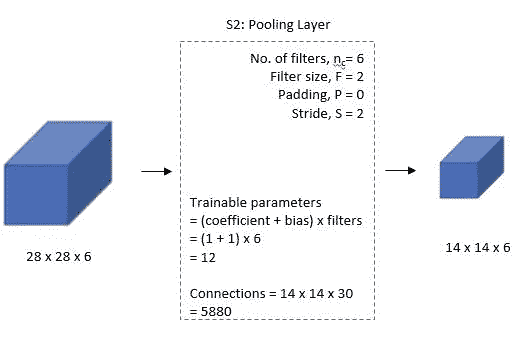 S2: Pooling Layer
No. of filters, nc= 6
Filter size, F = 2
Padding, P = 0
Stride, S = 2
28 x 28 x 6
Trainable parameters
= (coefficient + bias) x filters
= (1 + 1) x 6
= 12
Connections = 14 x 14 x 30
= 5880
14 x 14 x 6